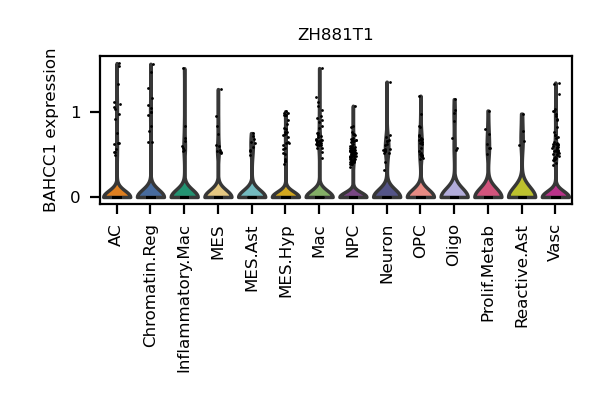 ZH881T1
BAHCC1 expression
1
0
AC
Chromatin.Reg
Inflammatory.Mac
MES
MES.Ast
MES.Hyp
Mac
NPC
Neuron
OPC
Oligo
Prolif.Metab
Reactive.Ast
Vasc